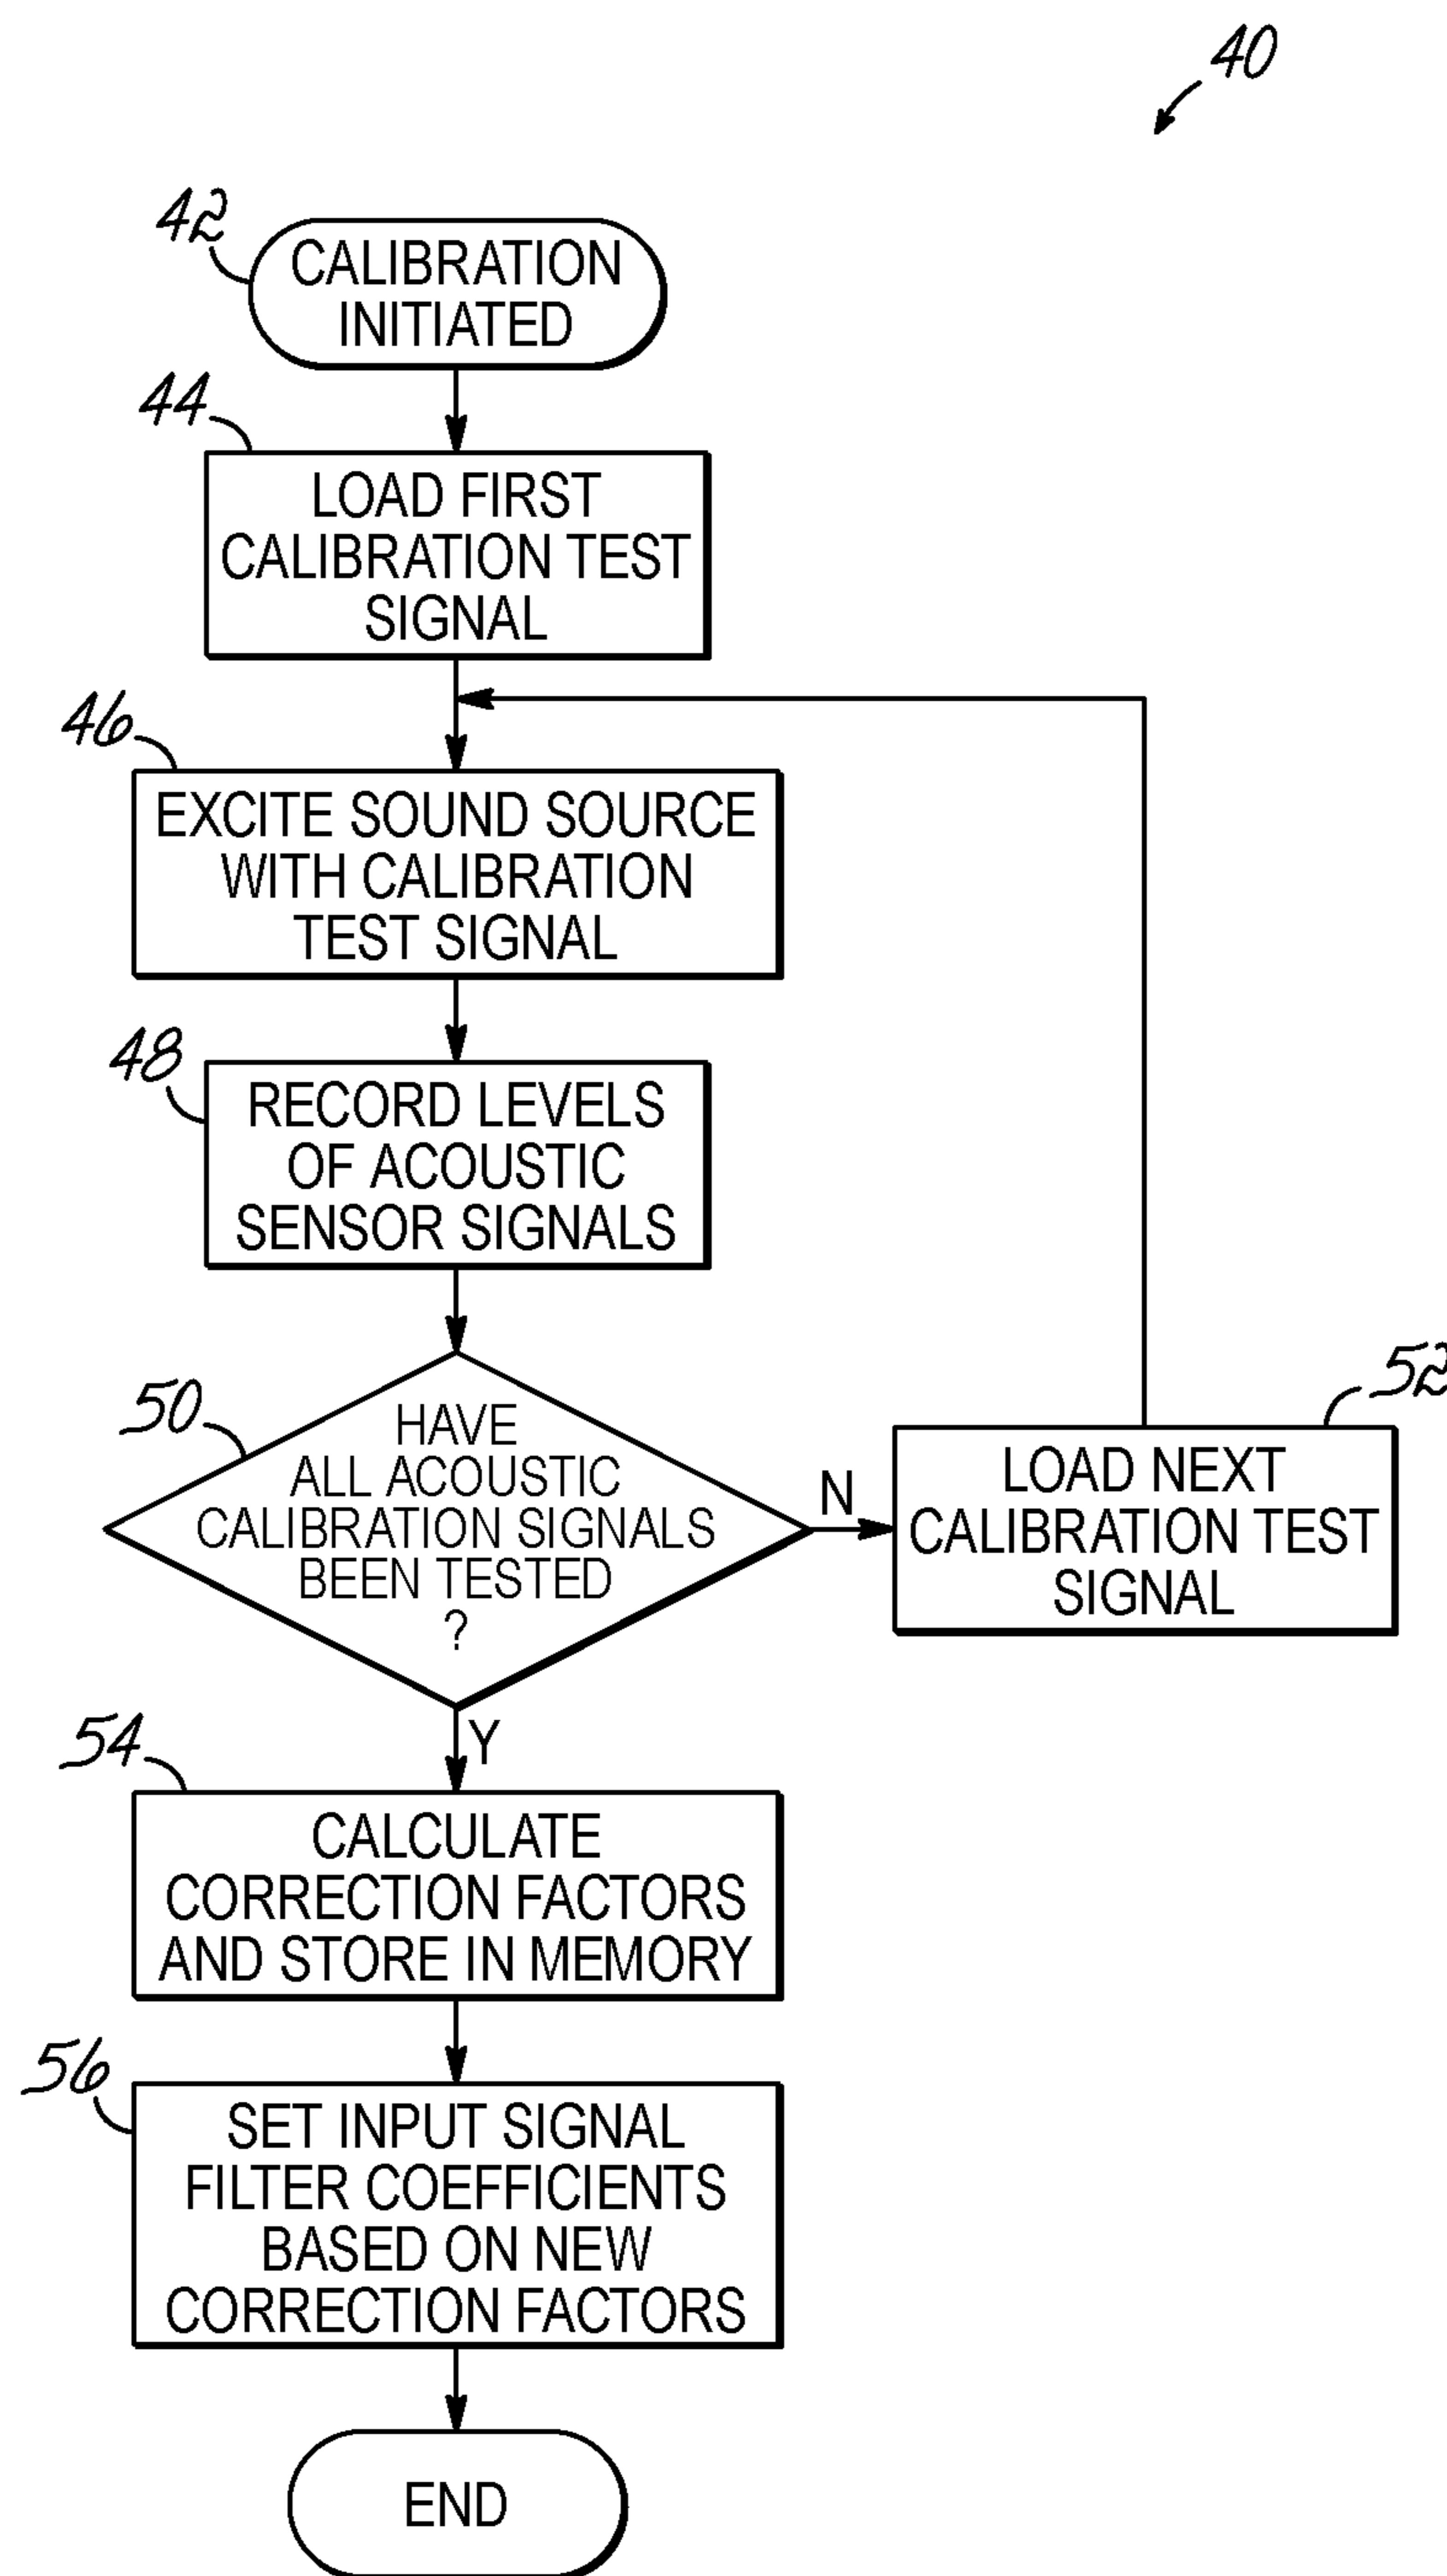 40
42
CALIBRATION
INITIATED
44
LOAD FIRST
CALIBRATION TEST
SIGNAL
46
EXCITE SOUND SOURCE
WITH CALIBRATION
TEST SIGNAL
48
RECORD LEVELS
OF ACOUSTIC
SENSOR SIGNALS
50
HAVE
ALL ACOUSTIC
CALIBRATION SIGNALS
BEEN TESTED
?
N
52
LOAD NEXT
CALIBRATION TEST
SIGNAL
Y
54
CALCULATE
CORRECTION FACTORS
AND STORE IN MEMORY
56
SET INPUT SIGNAL
FILTER COEFFICIENTS
BASED ON NEW
CORRECTION FACTORS
END